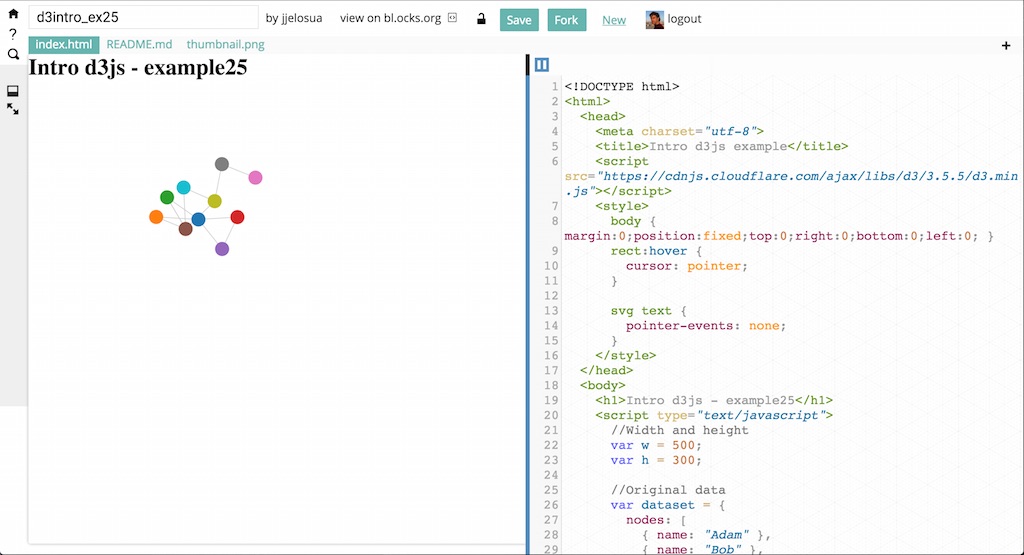 d3intro_ex25 by jjelosua view on bl.ocks.org Save Fork New logout
?
index.html README.md thumbnail.png +
Intro d3js - example25
1 <!DOCTYPE html>
2 <html>
3 <head>
4 <meta charset="utf-8">
5 <title>Intro d3js example</title>
6 <script
src="https://cdnjs.cloudflare.com/ajax/libs/d3/3.5.5/d3.min
.js"></script>
7 <style>
8 body {
margin:0;position:fixed;top:0;right:0;bottom:0;left:0; }
9 rect:hover {
10 cursor: pointer;
11 }
12
13 svg text {
14 pointer-events: none;
15 }
16 </style>
17 </head>
18 <body>
19 <h1>Intro d3js - example25</h1>
20 <script type="text/javascript">
21 //Width and height
22 var w = 500;
23 var h = 300;
24
25 //Original data
26 var dataset = {
27 nodes: [
28 { name: "Adam" },
29 { name: "Bob" },